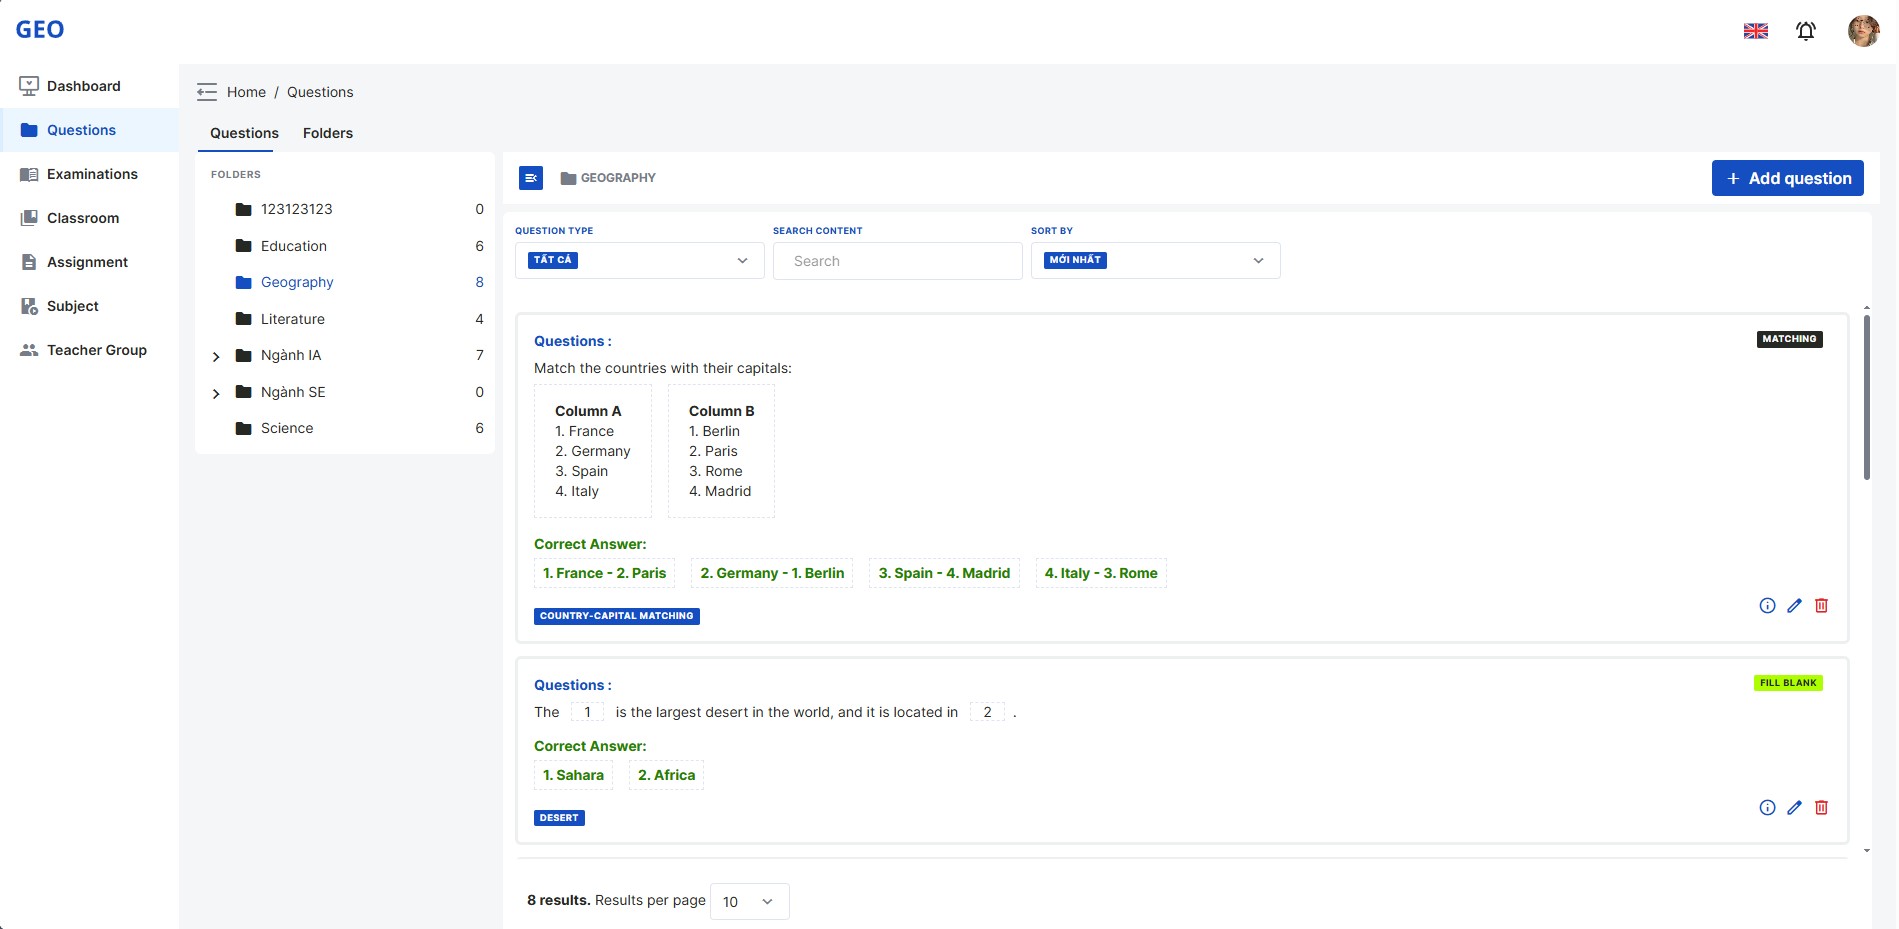 GEO
Dashboard
Questions
Examinations
Classroom
Assignment
Subject
Teacher Group
Home / Questions
Questions Folders
FOLDERS
123123123 0
Education 6
Geography 8
Literature 4
Ngành IA 7
Ngành SE 0
Science 6
GEOGRAPHY
+ Add question
QUESTION TYPE SEARCH CONTENT SORT BY
TẤT CẢ Search MỚI NHẤT
Questions : MATCHING
Match the countries with their capitals:
Column A
1. France
2. Germany
3. Spain
4. Italy
Column B
1. Berlin
2. Paris
3. Rome
4. Madrid
Correct Answer:
1. France - 2. Paris 2. Germany - 1. Berlin 3. Spain - 4. Madrid 4. Italy - 3. Rome
COUNTRY-CAPITAL MATCHING
Questions : FILL BLANK
The 1 is the largest desert in the world, and it is located in 2 .
Correct Answer:
1. Sahara 2. Africa
DESERT
8 results. Results per page 10